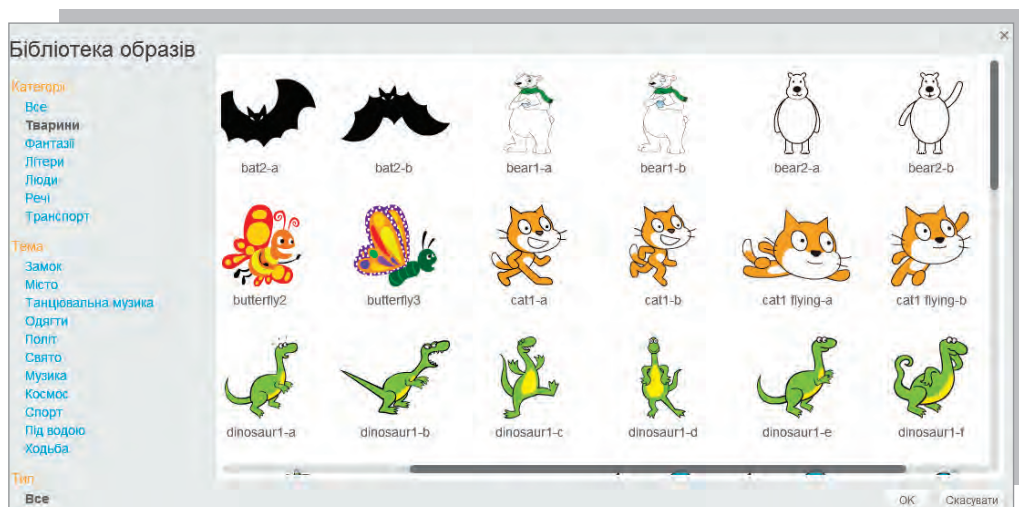 Бібліотека образів
×
Категорії
Все
Тварини
Фантазії
Літери
Люди
Речі
Транспорт
Тема
Замок
Місто
Танцювальна музика
Одягти
Політ
Свято
Музика
Космос
Спорт
Під водою
Ходьба
Тип
Все
bat2-a bat2-b bear1-a bear1-b bear2-a bear2-b
butterfly2 butterfly3 cat1-a cat1-b cat1 flying-a cat1 flying-b
dinosaur1-a dinosaur1-b dinosaur1-c dinosaur1-d dinosaur1-e dinosaur1-f
OK Скасувати